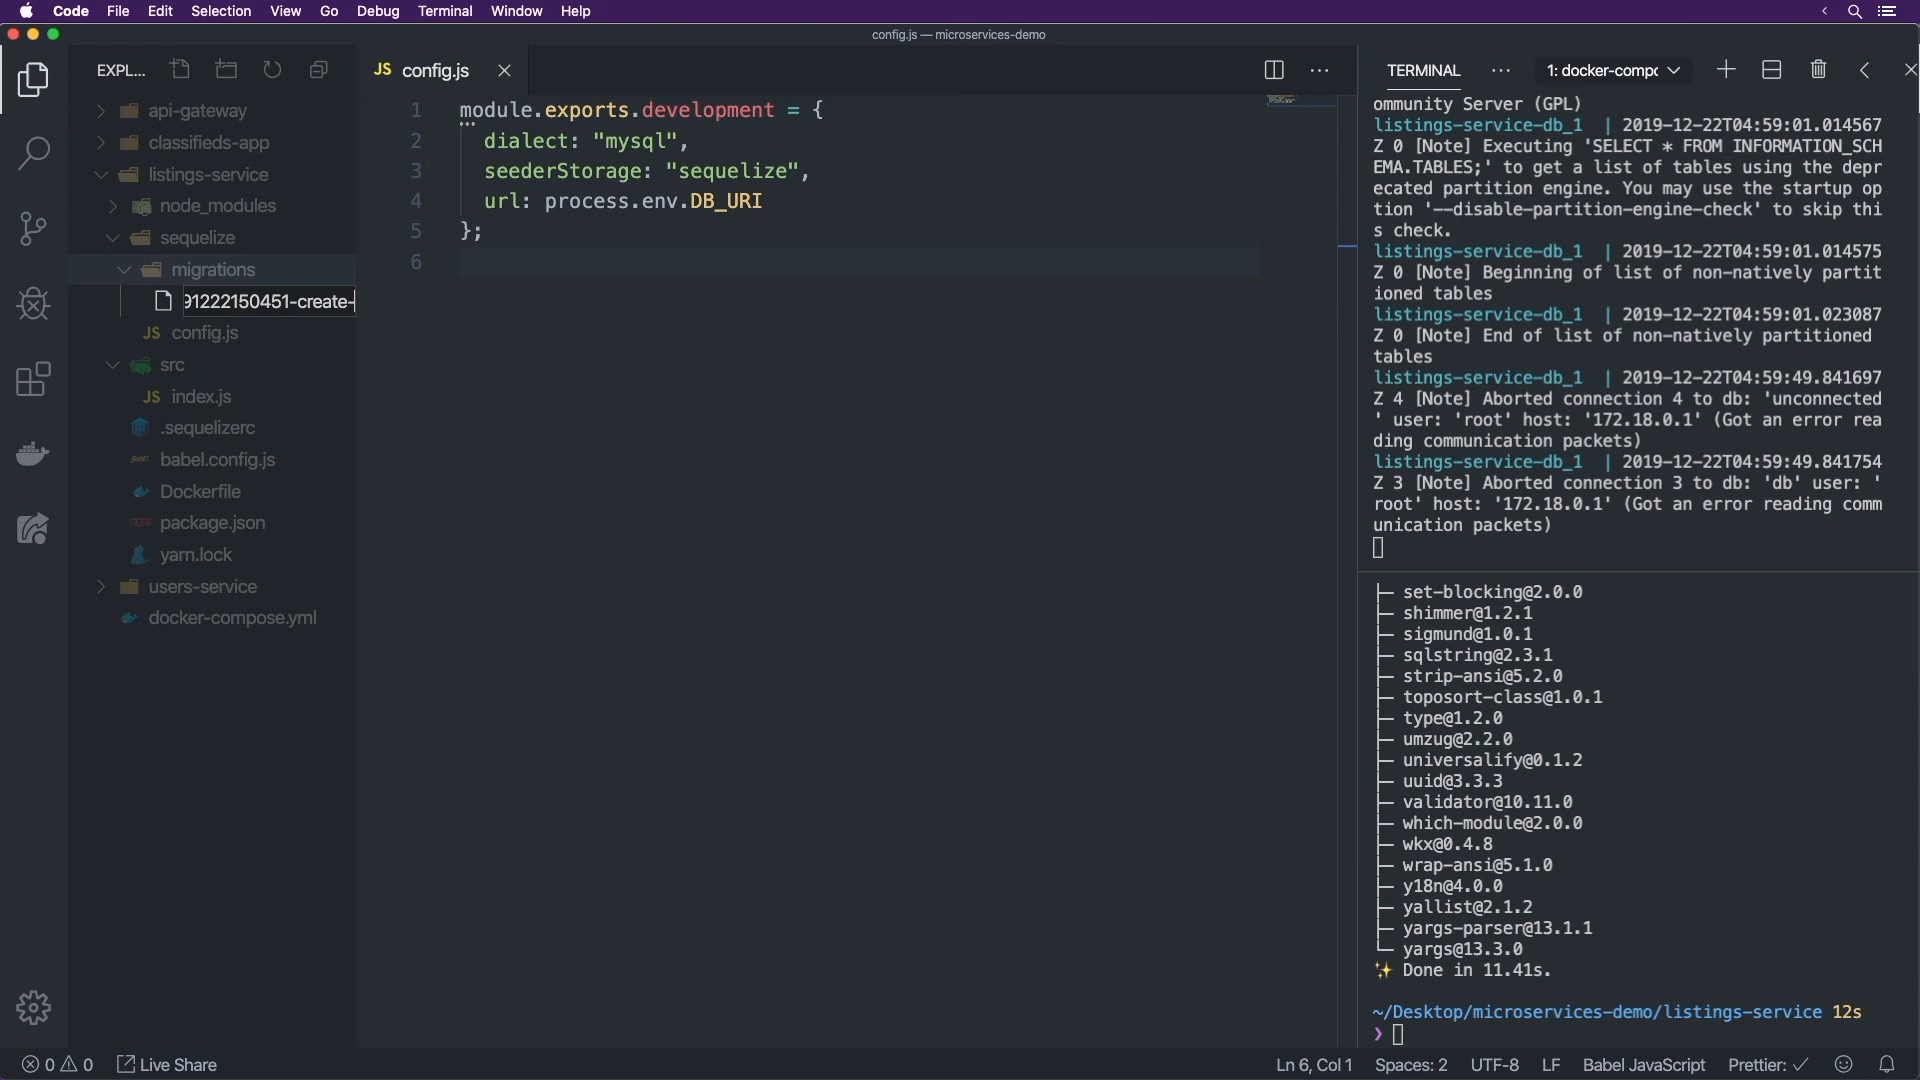 Code File Edit Selection View Go Debug Terminal Window Help
config.js — microservices-demo
EXPL...
api-gateway
classifieds-app
listings-service
node_modules
sequelize
migrations
91222150451-create-
JS config.js
src
JS index.js
.sequelizerc
babel.config.js
Dockerfile
package.json
yarn.lock
users-service
docker-compose.yml
JS config.js
1 module.exports.development = {
2 dialect: "mysql",
3 seederStorage: "sequelize",
4 url: process.env.DB_URI
5 };
6
TERMINAL ... 1: docker-compc
ommunity Server (GPL)
listings-service-db_1 | 2019-12-22T04:59:01.014567
Z 0 [Note] Executing 'SELECT * FROM INFORMATION_SCH
EMA.TABLES;' to get a list of tables using the depr
ecated partition engine. You may use the startup op
tion '--disable-partition-engine-check' to skip thi
s check.
listings-service-db_1 | 2019-12-22T04:59:01.014575
Z 0 [Note] Beginning of list of non-natively partit
ioned tables
listings-service-db_1 | 2019-12-22T04:59:01.023087
Z 0 [Note] End of list of non-natively partitioned
tables
listings-service-db_1 | 2019-12-22T04:59:49.841697
Z 4 [Note] Aborted connection 4 to db: 'unconnected
' user: 'root' host: '172.18.0.1' (Got an error rea
ding communication packets)
listings-service-db_1 | 2019-12-22T04:59:49.841754
Z 3 [Note] Aborted connection 3 to db: 'db' user: '
root' host: '172.18.0.1' (Got an error reading comm
unication packets)
├─ set-blocking@2.0.0
├─ shimmer@1.2.1
├─ sigmund@1.0.1
├─ sqlstring@2.3.1
├─ strip-ansi@5.2.0
├─ toposort-class@1.0.1
├─ type@1.2.0
├─ umzug@2.2.0
├─ universalify@0.1.2
├─ uuid@3.3.3
├─ validator@10.11.0
├─ which-module@2.0.0
├─ wkx@0.4.8
├─ wrap-ansi@5.1.0
├─ y18n@4.0.0
├─ yallist@2.1.2
├─ yargs-parser@13.1.1
└─ yargs@13.3.0
✨ Done in 11.41s.
~/Desktop/microservices-demo/listings-service 12s
❯
0 0 Live Share Ln 6, Col 1 Spaces: 2 UTF-8 LF Babel JavaScript Prettier: ✓